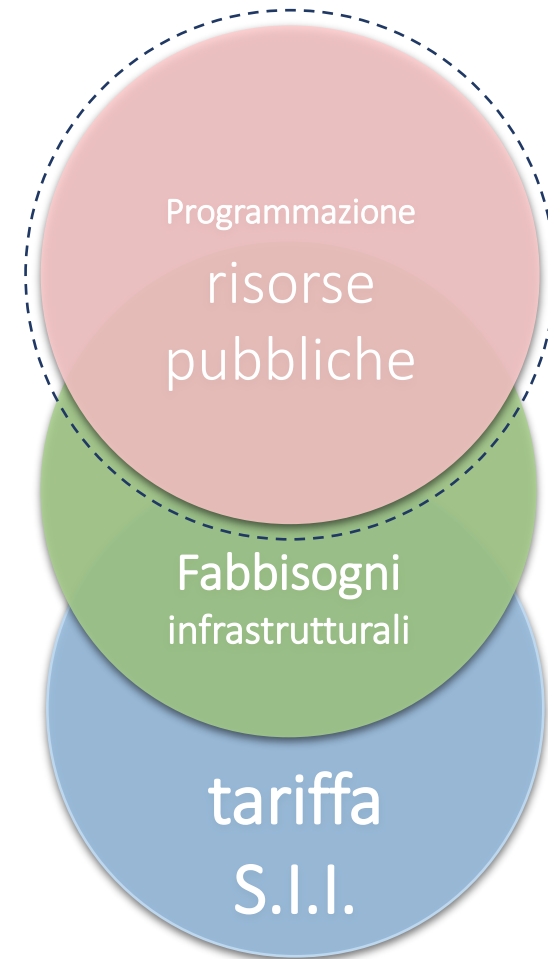 Programmazione
risorse
pubbliche
Fabbisogni
infrastrutturali
tariffa
S.I.I.